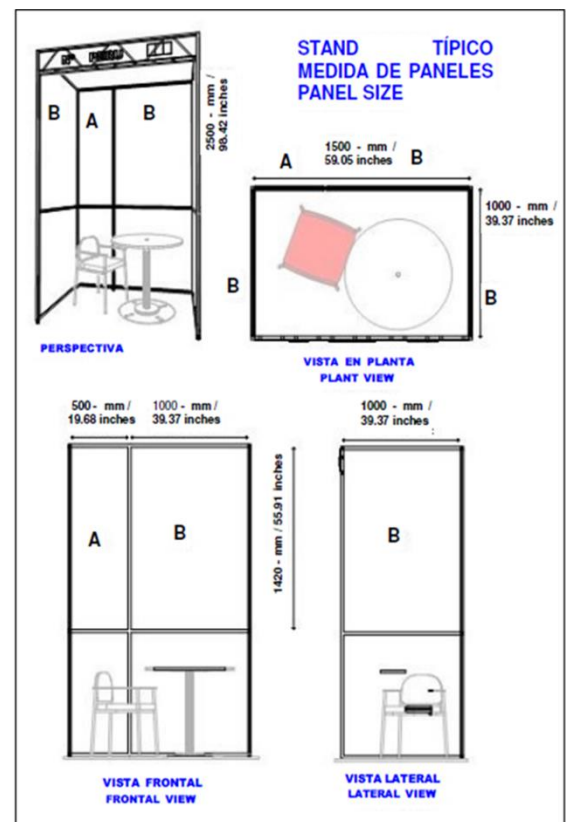 STAND TÍPICO
MEDIDA DE PANELES
PANEL SIZE
Nº PERU
B
A
B
2500 - mm /
98.42 inches
PERSPECTIVA
A
1500 - mm /
59.05 inches
B
1000 - mm /
39.37 inches
B
B
VISTA EN PLANTA
PLANT VIEW
500 - mm /
19.68 inches
1000 - mm /
39.37 inches
A
B
1420 - mm / 55.91 inches
VISTA FRONTAL
FRONTAL VIEW
1000 - mm /
39.37 inches
:
B
VISTA LATERAL
LATERAL VIEW